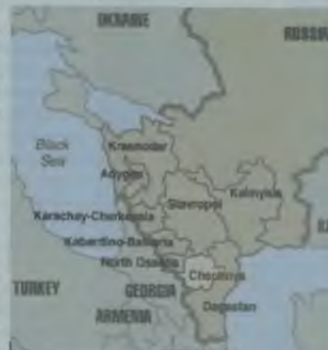 UKRAINE
RUSSIA
Black
Sea
Krasnodar
Adygea
Stavropol
Kalmykia
Karachay-Cherkessia
Kabardino-Balkaria
North Ossetia
Chechnya
TURKEY
GEORGIA
ARMENIA
Dagestan